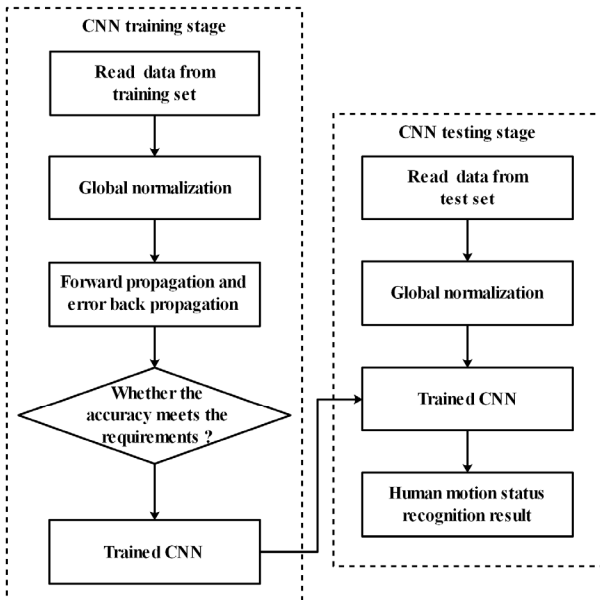 CNN training stage
Read data from
training set
Global normalization
Forward propagation and
error back propagation
Whether the
accuracy meets the
requirements ?
Trained CNN
CNN testing stage
Read data from
test set
Global normalization
Trained CNN
Human motion status
recognition result